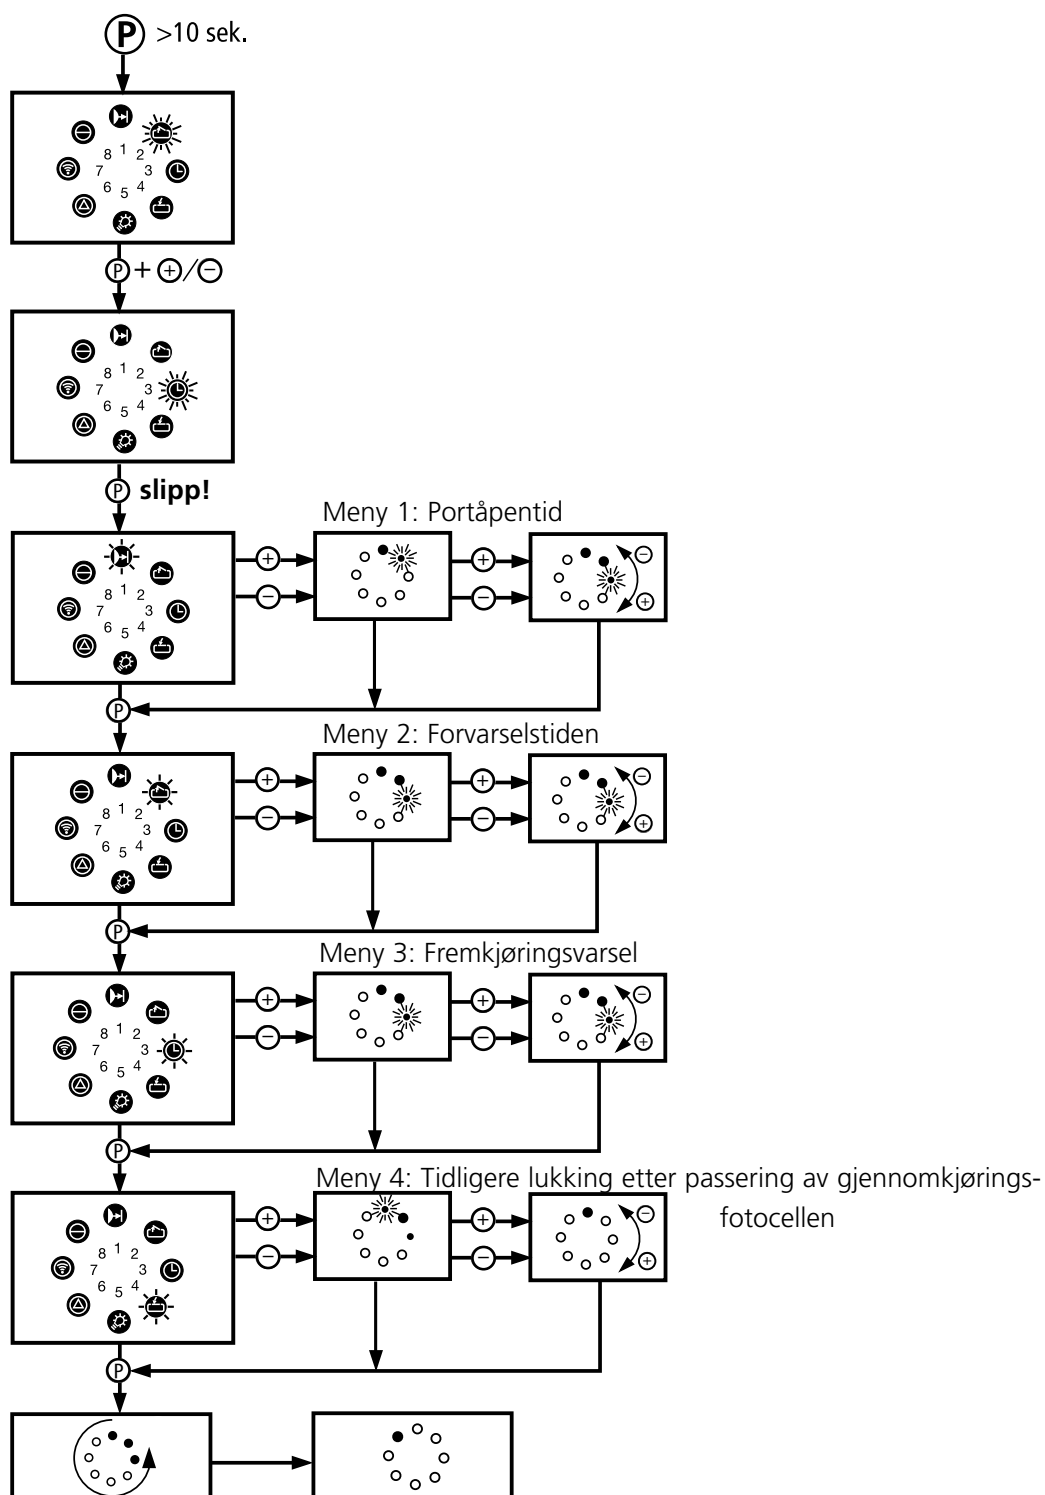 P >10 sek.
8 1 2
7 3
6 5 4
P + + / −
8 1 2
7 3
6 5 4
P slipp!
Meny 1: Portåpentid
+ + −
8 1 2
7 3
6 5 4
− − +
P
Meny 2: Forvarselstiden
+ + −
8 1 2
7 3
6 5 4
− − +
P
Meny 3: Fremkjøringsvarsel
+ + −
8 1 2
7 3
6 5 4
− − +
P
Meny 4: Tidligere lukking etter passering av gjennomkjørings-
fotocellen
+ + −
8 1 2
7 3
6 5 4
− − +
P